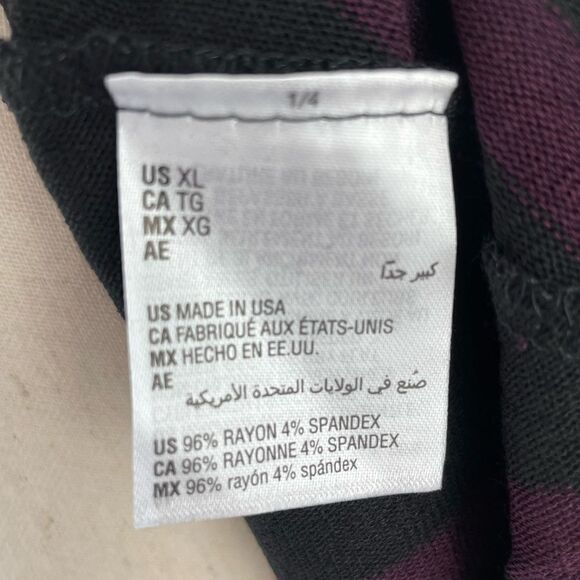 1/4
US XL
CA TG
MX XG
AE
كبير جدًا
US MADE IN USA
CA FABRIQUÉ AUX ÉTATS-UNIS
MX HECHO EN EE.UU.
AE
صُنع في الولايات المتحدة الأمريكية
US 96% RAYON 4% SPANDEX
CA 96% RAYONNE 4% SPANDEX
MX 96% rayón 4% spándex